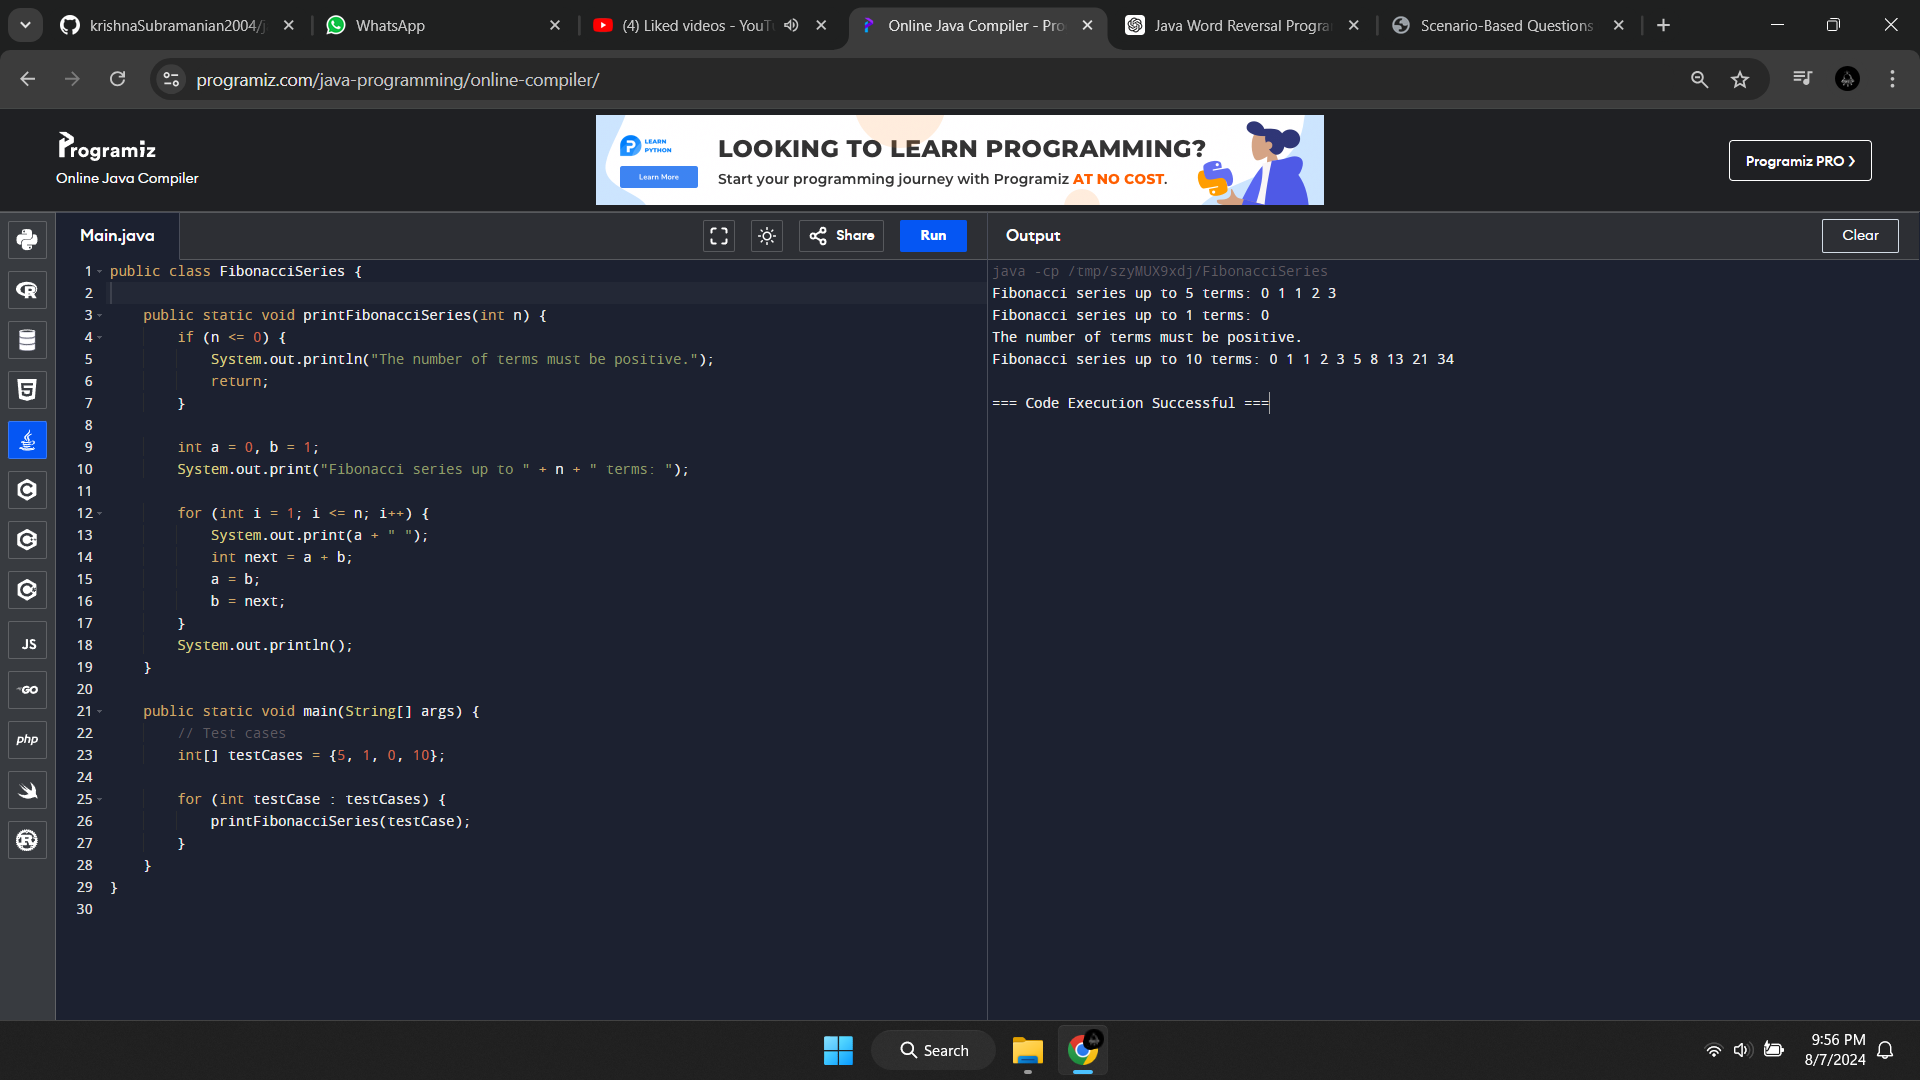 krishnaSubramanian2004/j
WhatsApp
(4) Liked videos - YouTu
Online Java Compiler - Pro
Java Word Reversal Progra
Scenario-Based Questions
programiz.com/java-programming/online-compiler/
Programiz
Online Java Compiler
LEARN
PYTHON
Learn More
LOOKING TO LEARN PROGRAMMING?
Start your programming journey with Programiz AT NO COST.
Programiz PRO ›
Main.java
Share
Run
Output
Clear
1 public class FibonacciSeries {
2
3     public static void printFibonacciSeries(int n) {
4         if (n <= 0) {
5             System.out.println("The number of terms must be positive.");
6             return;
7         }
8
9         int a = 0, b = 1;
10         System.out.print("Fibonacci series up to " + n + " terms: ");
11
12         for (int i = 1; i <= n; i++) {
13             System.out.print(a + " ");
14             int next = a + b;
15             a = b;
16             b = next;
17         }
18         System.out.println();
19     }
20
21     public static void main(String[] args) {
22         // Test cases
23         int[] testCases = {5, 1, 0, 10};
24
25         for (int testCase : testCases) {
26             printFibonacciSeries(testCase);
27         }
28     }
29 }
30
java -cp /tmp/szyMUX9xdj/FibonacciSeries
Fibonacci series up to 5 terms: 0 1 1 2 3
Fibonacci series up to 1 terms: 0
The number of terms must be positive.
Fibonacci series up to 10 terms: 0 1 1 2 3 5 8 13 21 34
=== Code Execution Successful ===
R
5
C
C
C
JS
GO
php
R
Search
9:56 PM
8/7/2024